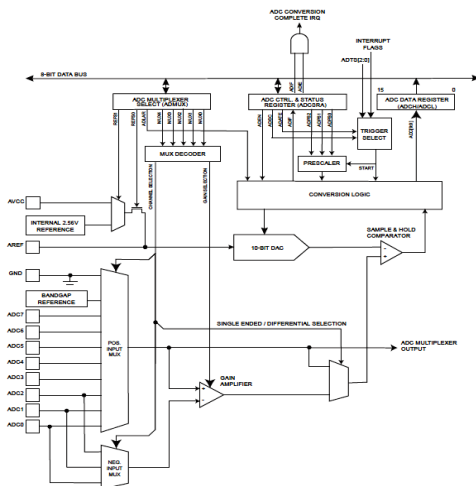 ADC CONVERSION
COMPLETE IRQ
INTERRUPT
FLAGS
ADTS[2:0]
8-BIT DATA BUS
15
0
ADC MULTIPLEXER
SELECT (ADMUX)
ADC CTRL. & STATUS
REGISTER (ADCSRA)
ADC DATA REGISTER
(ADCH/ADCL)
ADIF
ADIE
REFS1
REFS0
ADLAR
MUX4
MUX3
MUX2
MUX1
MUX0
ADEN
ADSC
ADATE
ADIF
ADPS2
ADPS1
ADPS0
ADC[9:0]
TRIGGER
SELECT
MUX DECODER
PRESCALER
START
CHANNEL SELECTION
GAIN SELECTION
CONVERSION LOGIC
AVCC
INTERNAL 2.56V
REFERENCE
AREF
10-BIT DAC
SAMPLE & HOLD
COMPARATOR
-
+
GND
BANDGAP
REFERENCE
ADC7
ADC6
ADC5
ADC4
ADC3
ADC2
ADC1
ADC0
POS.
INPUT
MUX
SINGLE ENDED / DIFFERENTIAL SELECTION
ADC MULTIPLEXER
OUTPUT
GAIN
AMPLIFIER
+
-
NEG.
INPUT
MUX